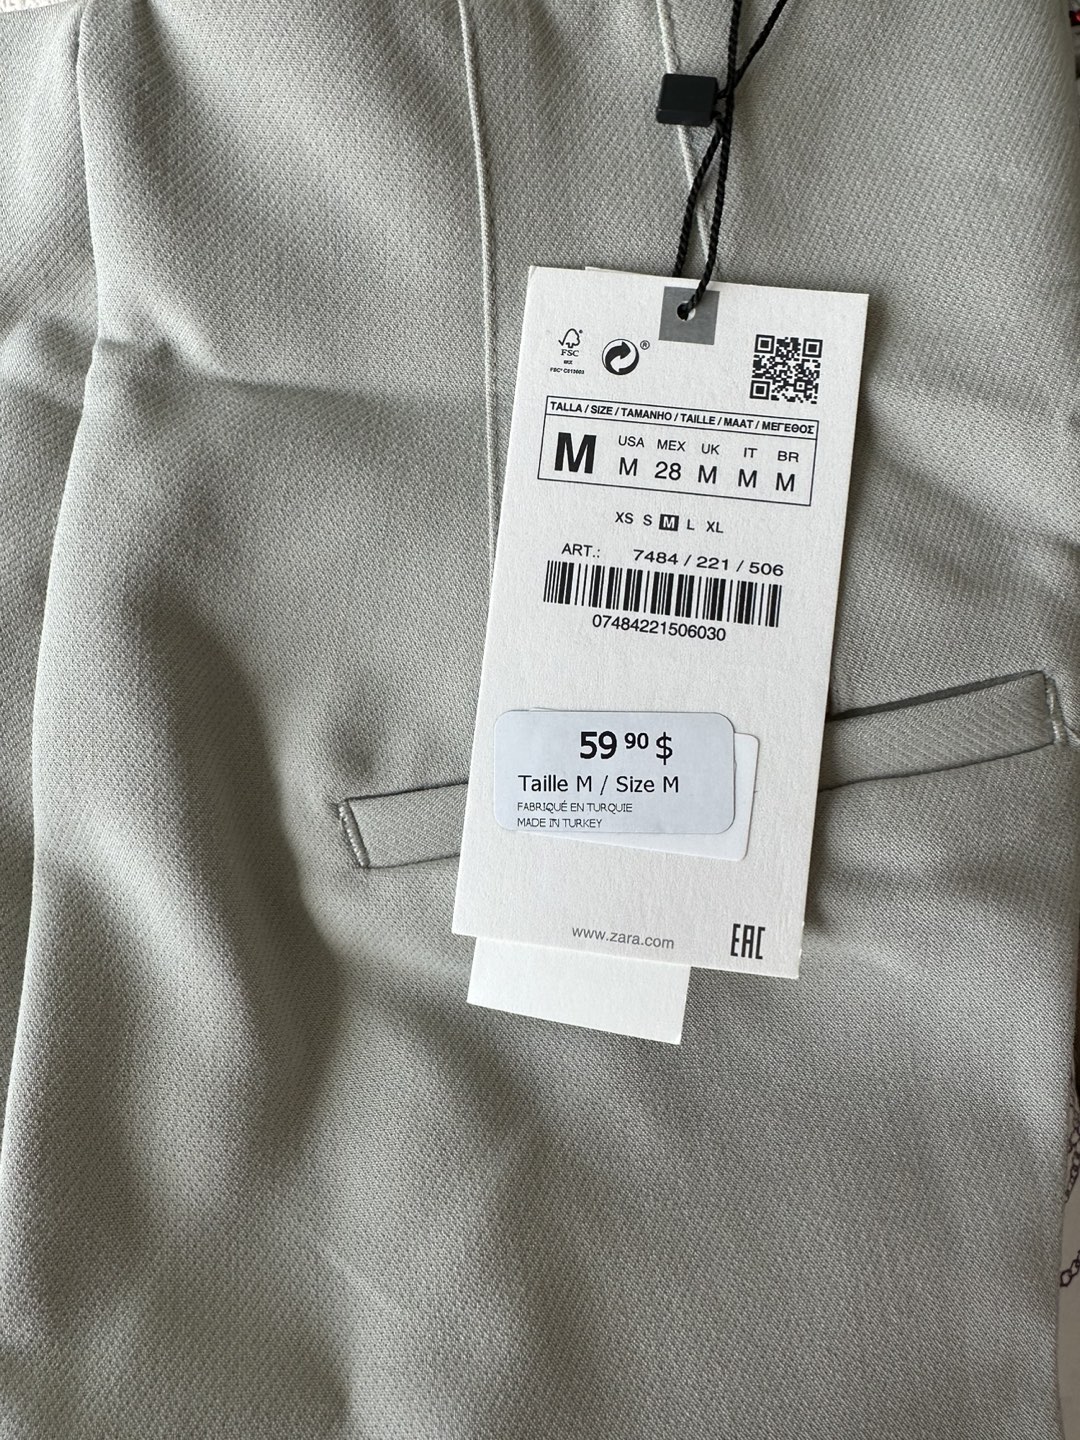 FSC
MIX
FSC® C013603
®
TALLA / SIZE / TAMANHO / TAILLE / MAAT / ΜΕΓΕΘΟΣ
M
USA MEX UK IT BR
M 28 M M M
XS S M L XL
ART.: 7484 / 221 / 506
07484221506030
59 90 $
Taille M / Size M
FABRIQUÉ EN TURQUIE
MADE IN TURKEY
www.zara.com
EAC